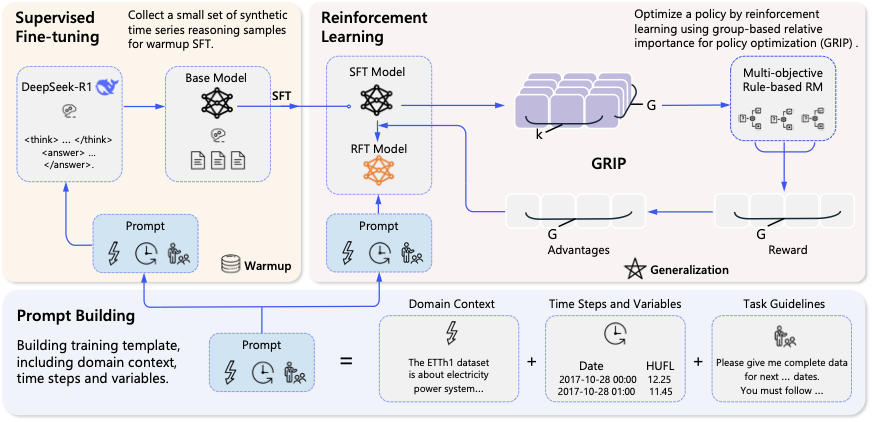 Supervised
Fine-tuning
Collect a small set of synthetic
time series reasoning samples
for warmup SFT.
DeepSeek-R1
<think> ... </think>
<answer> ...
</answer>.
Base Model
SFT
Prompt
Warmup
Reinforcement
Learning
Optimize a policy by reinforcement
learning using group-based relative
importance for policy optimization (GRIP) .
SFT Model
RFT Model
k
G
Multi-objective
Rule-based RM
GRIP
G
Advantages
G
Reward
Prompt
Generalization
Prompt Building
Building training template,
including domain context,
time steps and variables.
Prompt
=
Domain Context
The ETTh1 dataset
is about electricity
power system...
+
Time Steps and Variables
Date HUFL
2017-10-28 00:00 12.25
2017-10-28 01:00 11.45
+
Task Guidelines
Please give me complete data
for next ... dates.
You must follow ...